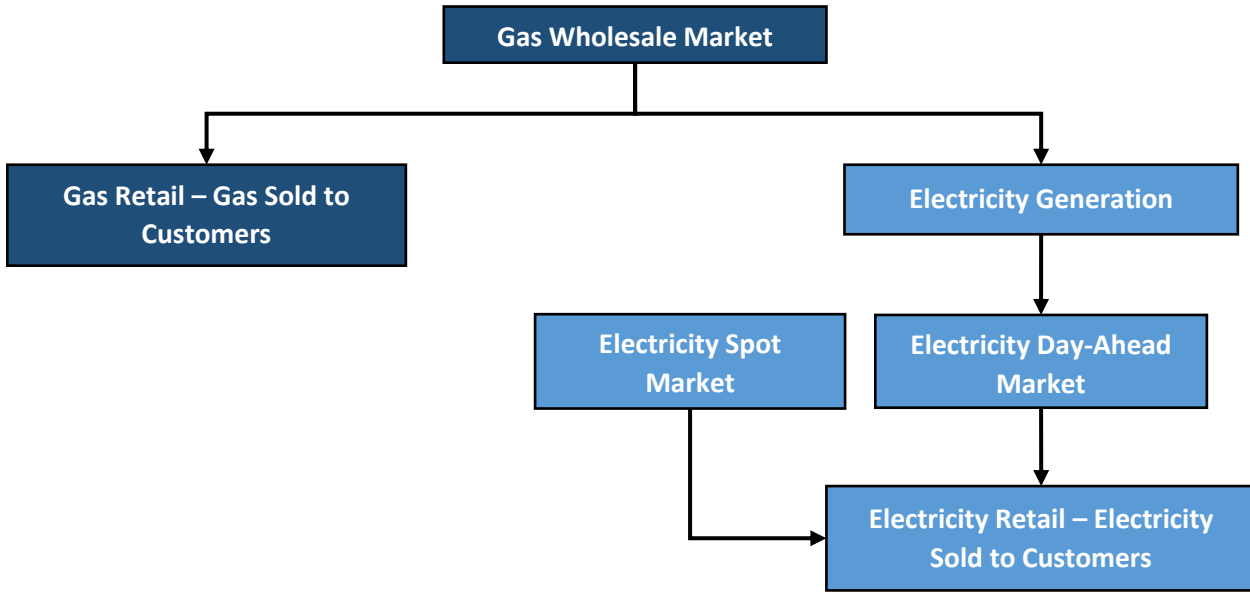 Gas Wholesale Market
Gas Retail – Gas Sold to
Customers
Electricity Generation
Electricity Spot
Market
Electricity Day-Ahead
Market
Electricity Retail – Electricity
Sold to Customers